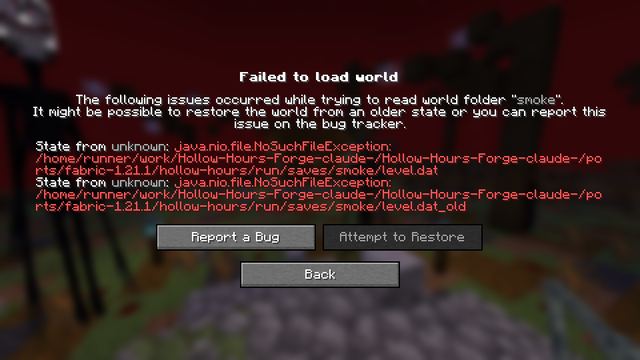 Failed to load world
The following issues occurred while trying to read world folder "smoke".
It might be possible to restore the world from an older state or you can report this
issue on the bug tracker.
State from unknown: java.nio.file.NoSuchFileException:
/home/runner/work/Hollow-Hours-Forge-claude-/Hollow-Hours-Forge-claude-/po
rts/fabric-1.21.1/hollow-hours/run/saves/smoke/level.dat
State from unknown: java.nio.file.NoSuchFileException:
/home/runner/work/Hollow-Hours-Forge-claude-/Hollow-Hours-Forge-claude-/po
rts/fabric-1.21.1/hollow-hours/run/saves/smoke/level.dat_old
Report a Bug
Attempt to Restore
Back